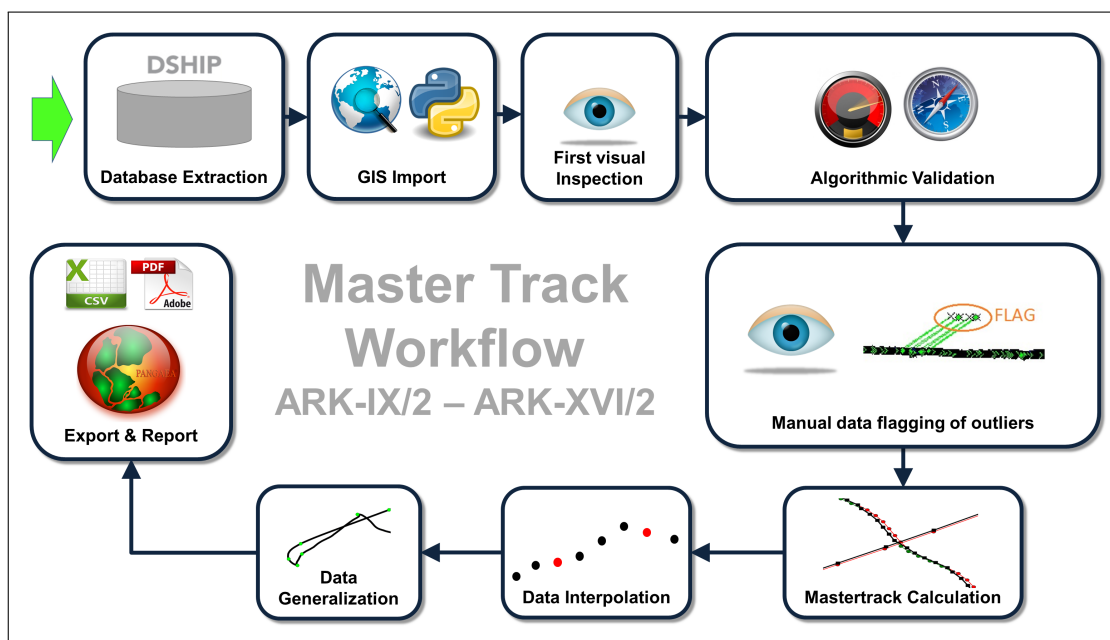 DSHIP
Database Extraction
GIS Import
First visual
Inspection
Algorithmic Validation
X
CSV
PDF
Adobe
PANGAEA
Export & Report
Master Track
Workflow
ARK-IX/2 – ARK-XVI/2
FLAG
Manual data flagging of outliers
Data
Generalization
Data Interpolation
Mastertrack Calculation